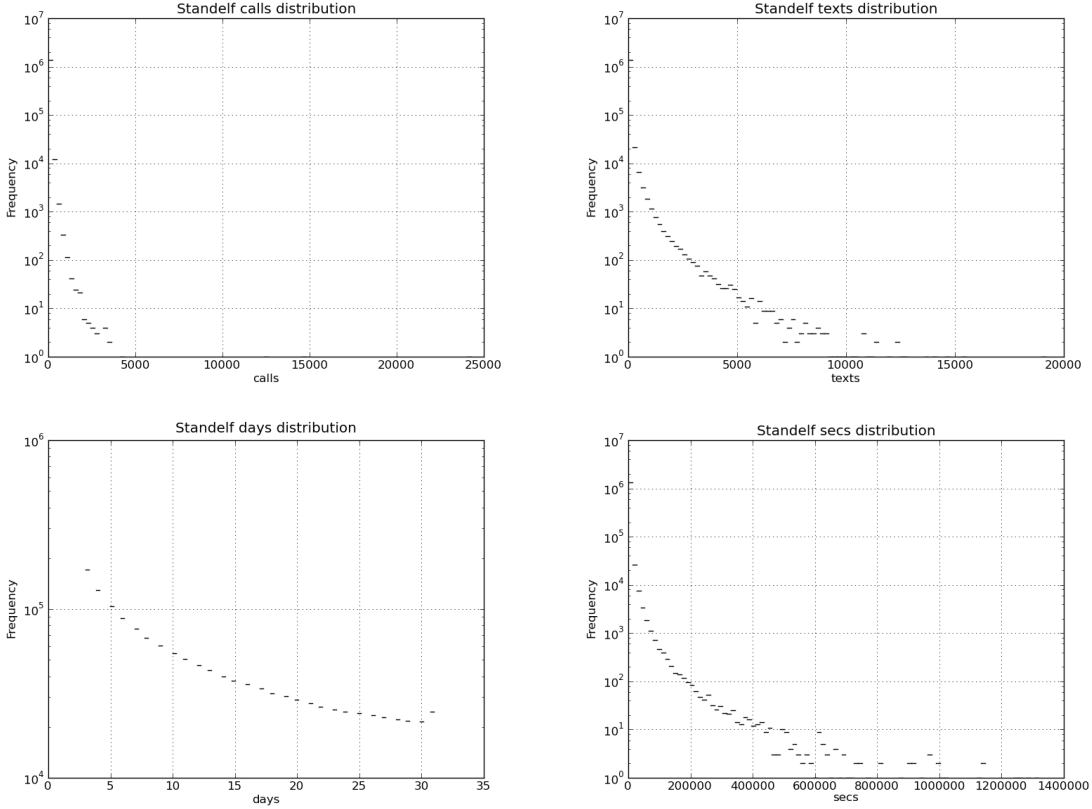 Standelf calls distribution
Frequency
10^7
10^6
10^5
10^4
10^3
10^2
10^1
10^0
0 5000 10000 15000 20000 25000
calls
Standelf texts distribution
Frequency
10^7
10^6
10^5
10^4
10^3
10^2
10^1
10^0
0 5000 10000 15000 20000
texts
Standelf days distribution
Frequency
10^6
10^5
10^4
0 5 10 15 20 25 30 35
days
Standelf secs distribution
Frequency
10^7
10^6
10^5
10^4
10^3
10^2
10^1
10^0
0 200000 400000 600000 800000 1000000 1200000 1400000
secs